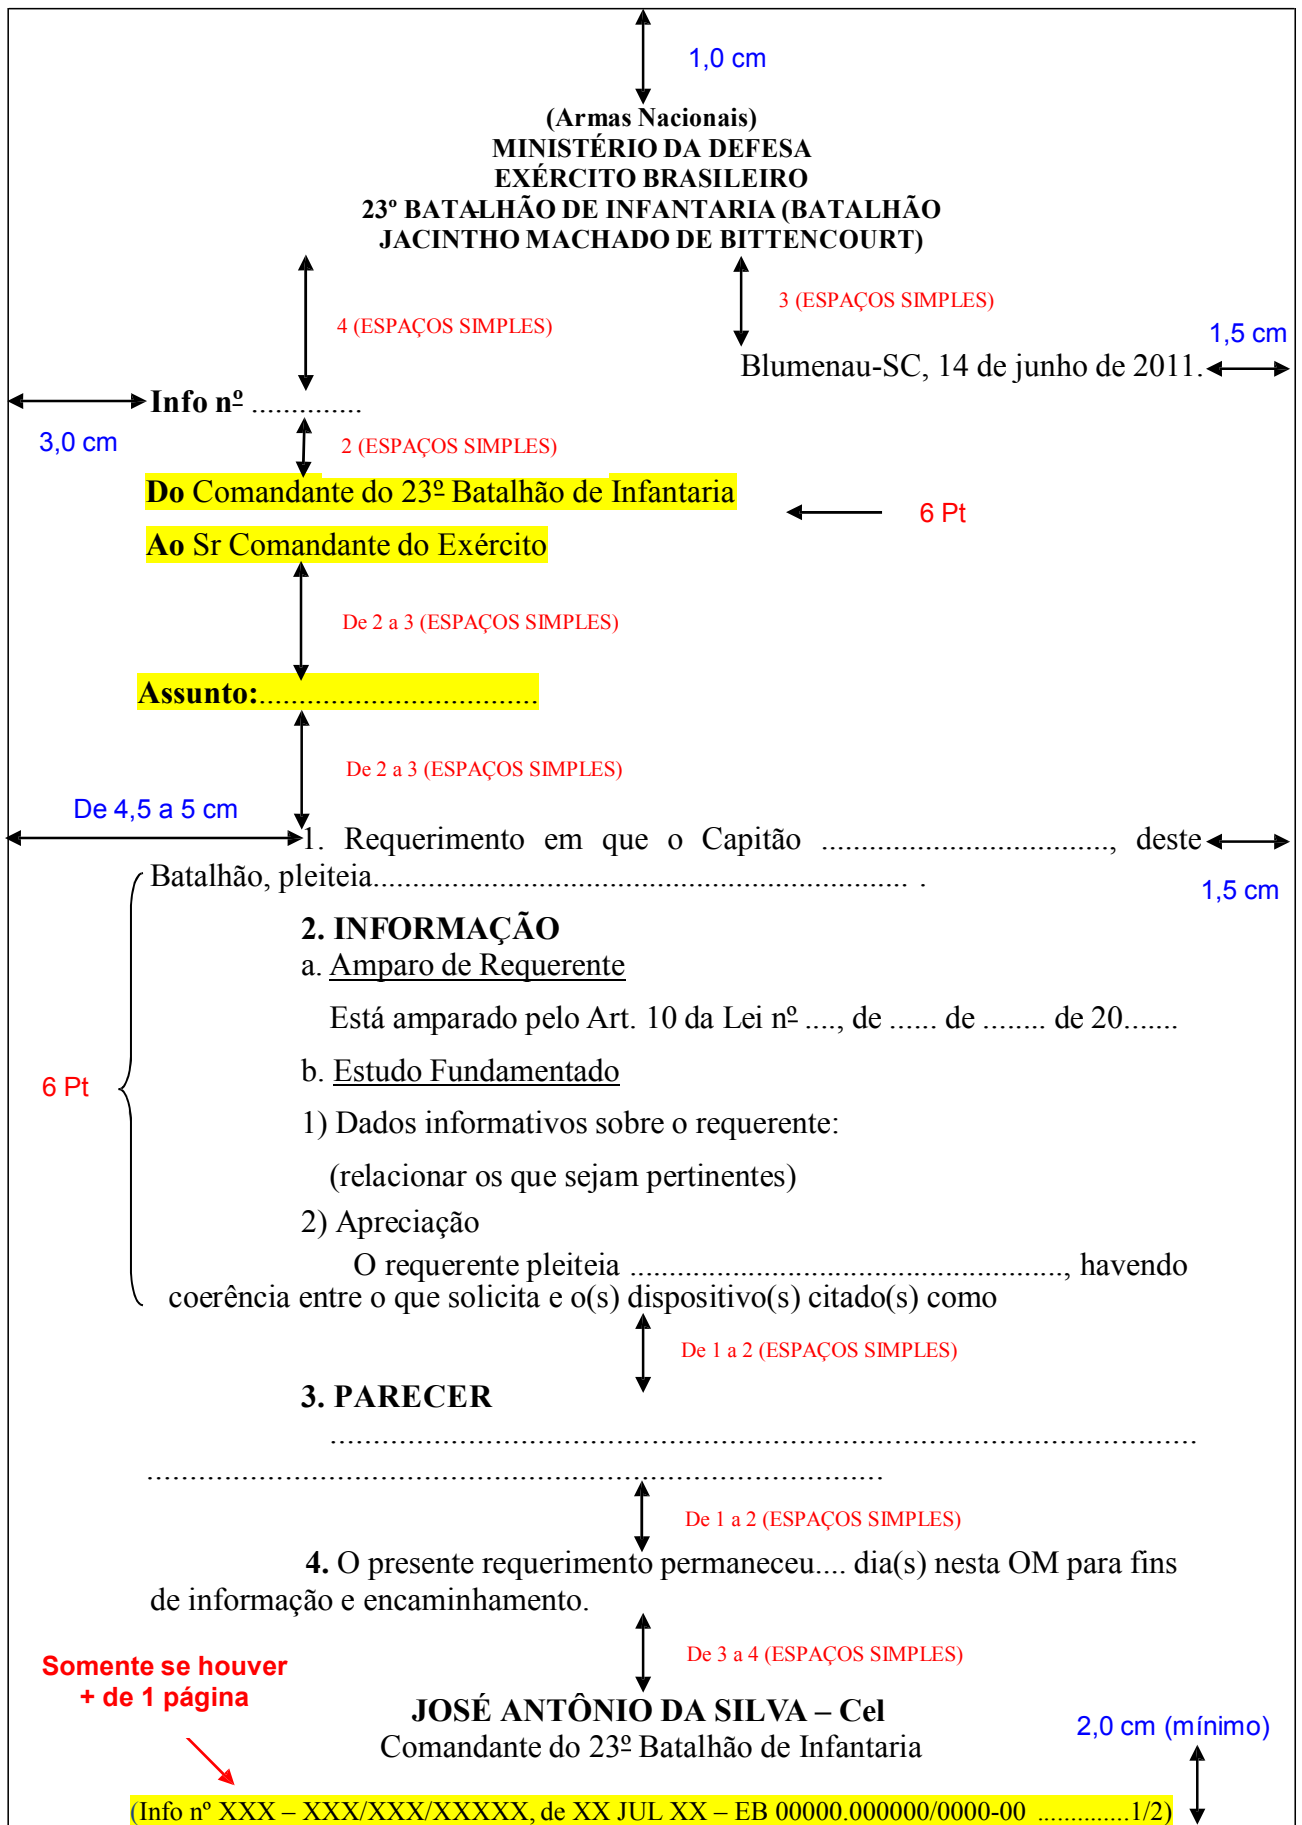 1,0 cm
(Armas Nacionais)
MINISTÉRIO DA DEFESA
EXÉRCITO BRASILEIRO
23º BATALHÃO DE INFANTARIA (BATALHÃO
JACINTHO MACHADO DE BITTENCOURT)
3 (ESPAÇOS SIMPLES)
4 (ESPAÇOS SIMPLES)
1,5 cm
Blumenau-SC, 14 de junho de 2011.
Info nº ..............
3,0 cm
2 (ESPAÇOS SIMPLES)
Do Comandante do 23º Batalhão de Infantaria
6 Pt
Ao Sr Comandante do Exército
De 2 a 3 (ESPAÇOS SIMPLES)
Assunto:...................................
De 2 a 3 (ESPAÇOS SIMPLES)
De 4,5 a 5 cm
1. Requerimento em que o Capitão ...................................., deste
Batalhão, pleiteia................................................................... .
1,5 cm
2. INFORMAÇÃO
a. Amparo de Requerente
Está amparado pelo Art. 10 da Lei nº ...., de ...... de ........ de 20.......
b. Estudo Fundamentado
6 Pt
1) Dados informativos sobre o requerente:
(relacionar os que sejam pertinentes)
2) Apreciação
O requerente pleiteia ......................................................, havendo
coerência entre o que solicita e o(s) dispositivo(s) citado(s) como
De 1 a 2 (ESPAÇOS SIMPLES)
3. PARECER
.............................................................................................................
............................................................................................
De 1 a 2 (ESPAÇOS SIMPLES)
4. O presente requerimento permaneceu.... dia(s) nesta OM para fins
de informação e encaminhamento.
De 3 a 4 (ESPAÇOS SIMPLES)
Somente se houver
+ de 1 página
JOSÉ ANTÔNIO DA SILVA – Cel
Comandante do 23º Batalhão de Infantaria
2,0 cm (mínimo)
(Info nº XXX – XXX/XXX/XXXXX, de XX JUL XX – EB 00000.000000/0000-00 ..............1/2)